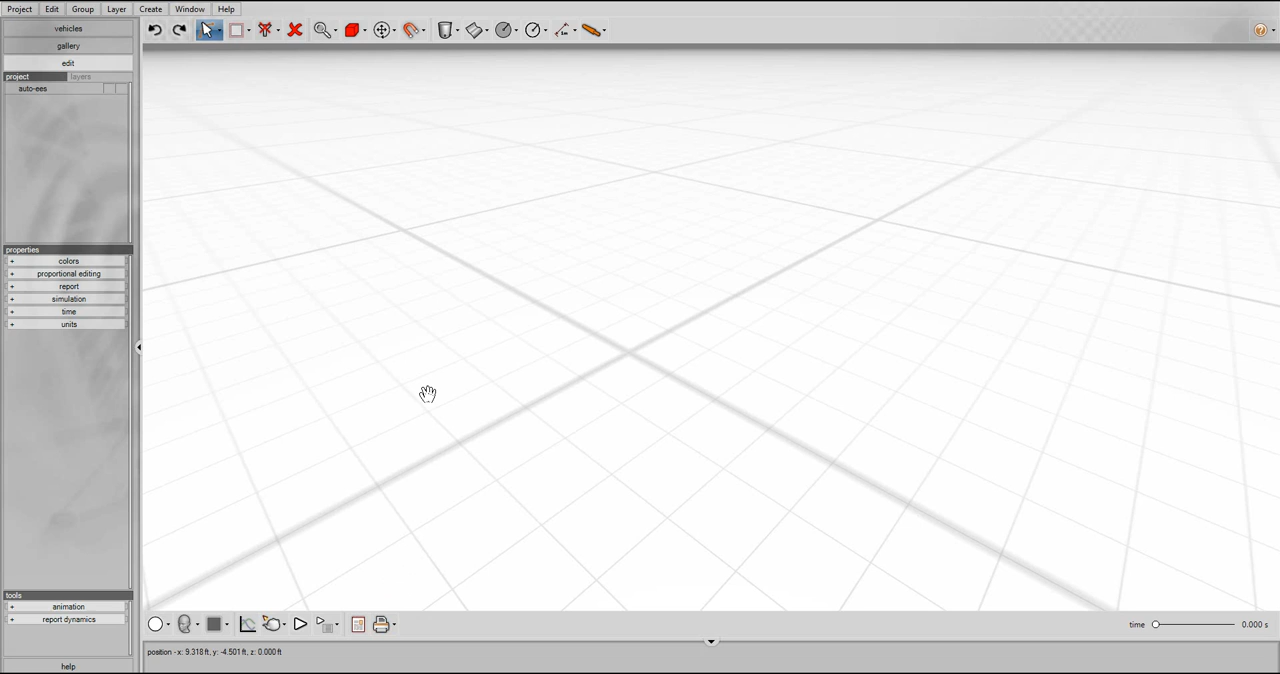 Project Edit Group Layer Create Window Help
vehicles
gallery
edit
project layers
auto-ees
properties
+ colors
+ proportional editing
+ report
+ simulation
+ time
+ units
tools
+ animation
+ report dynamics
help
time 0.000 s
position - x: 9.318 ft, y: -4.501 ft, z: 0.000 ft